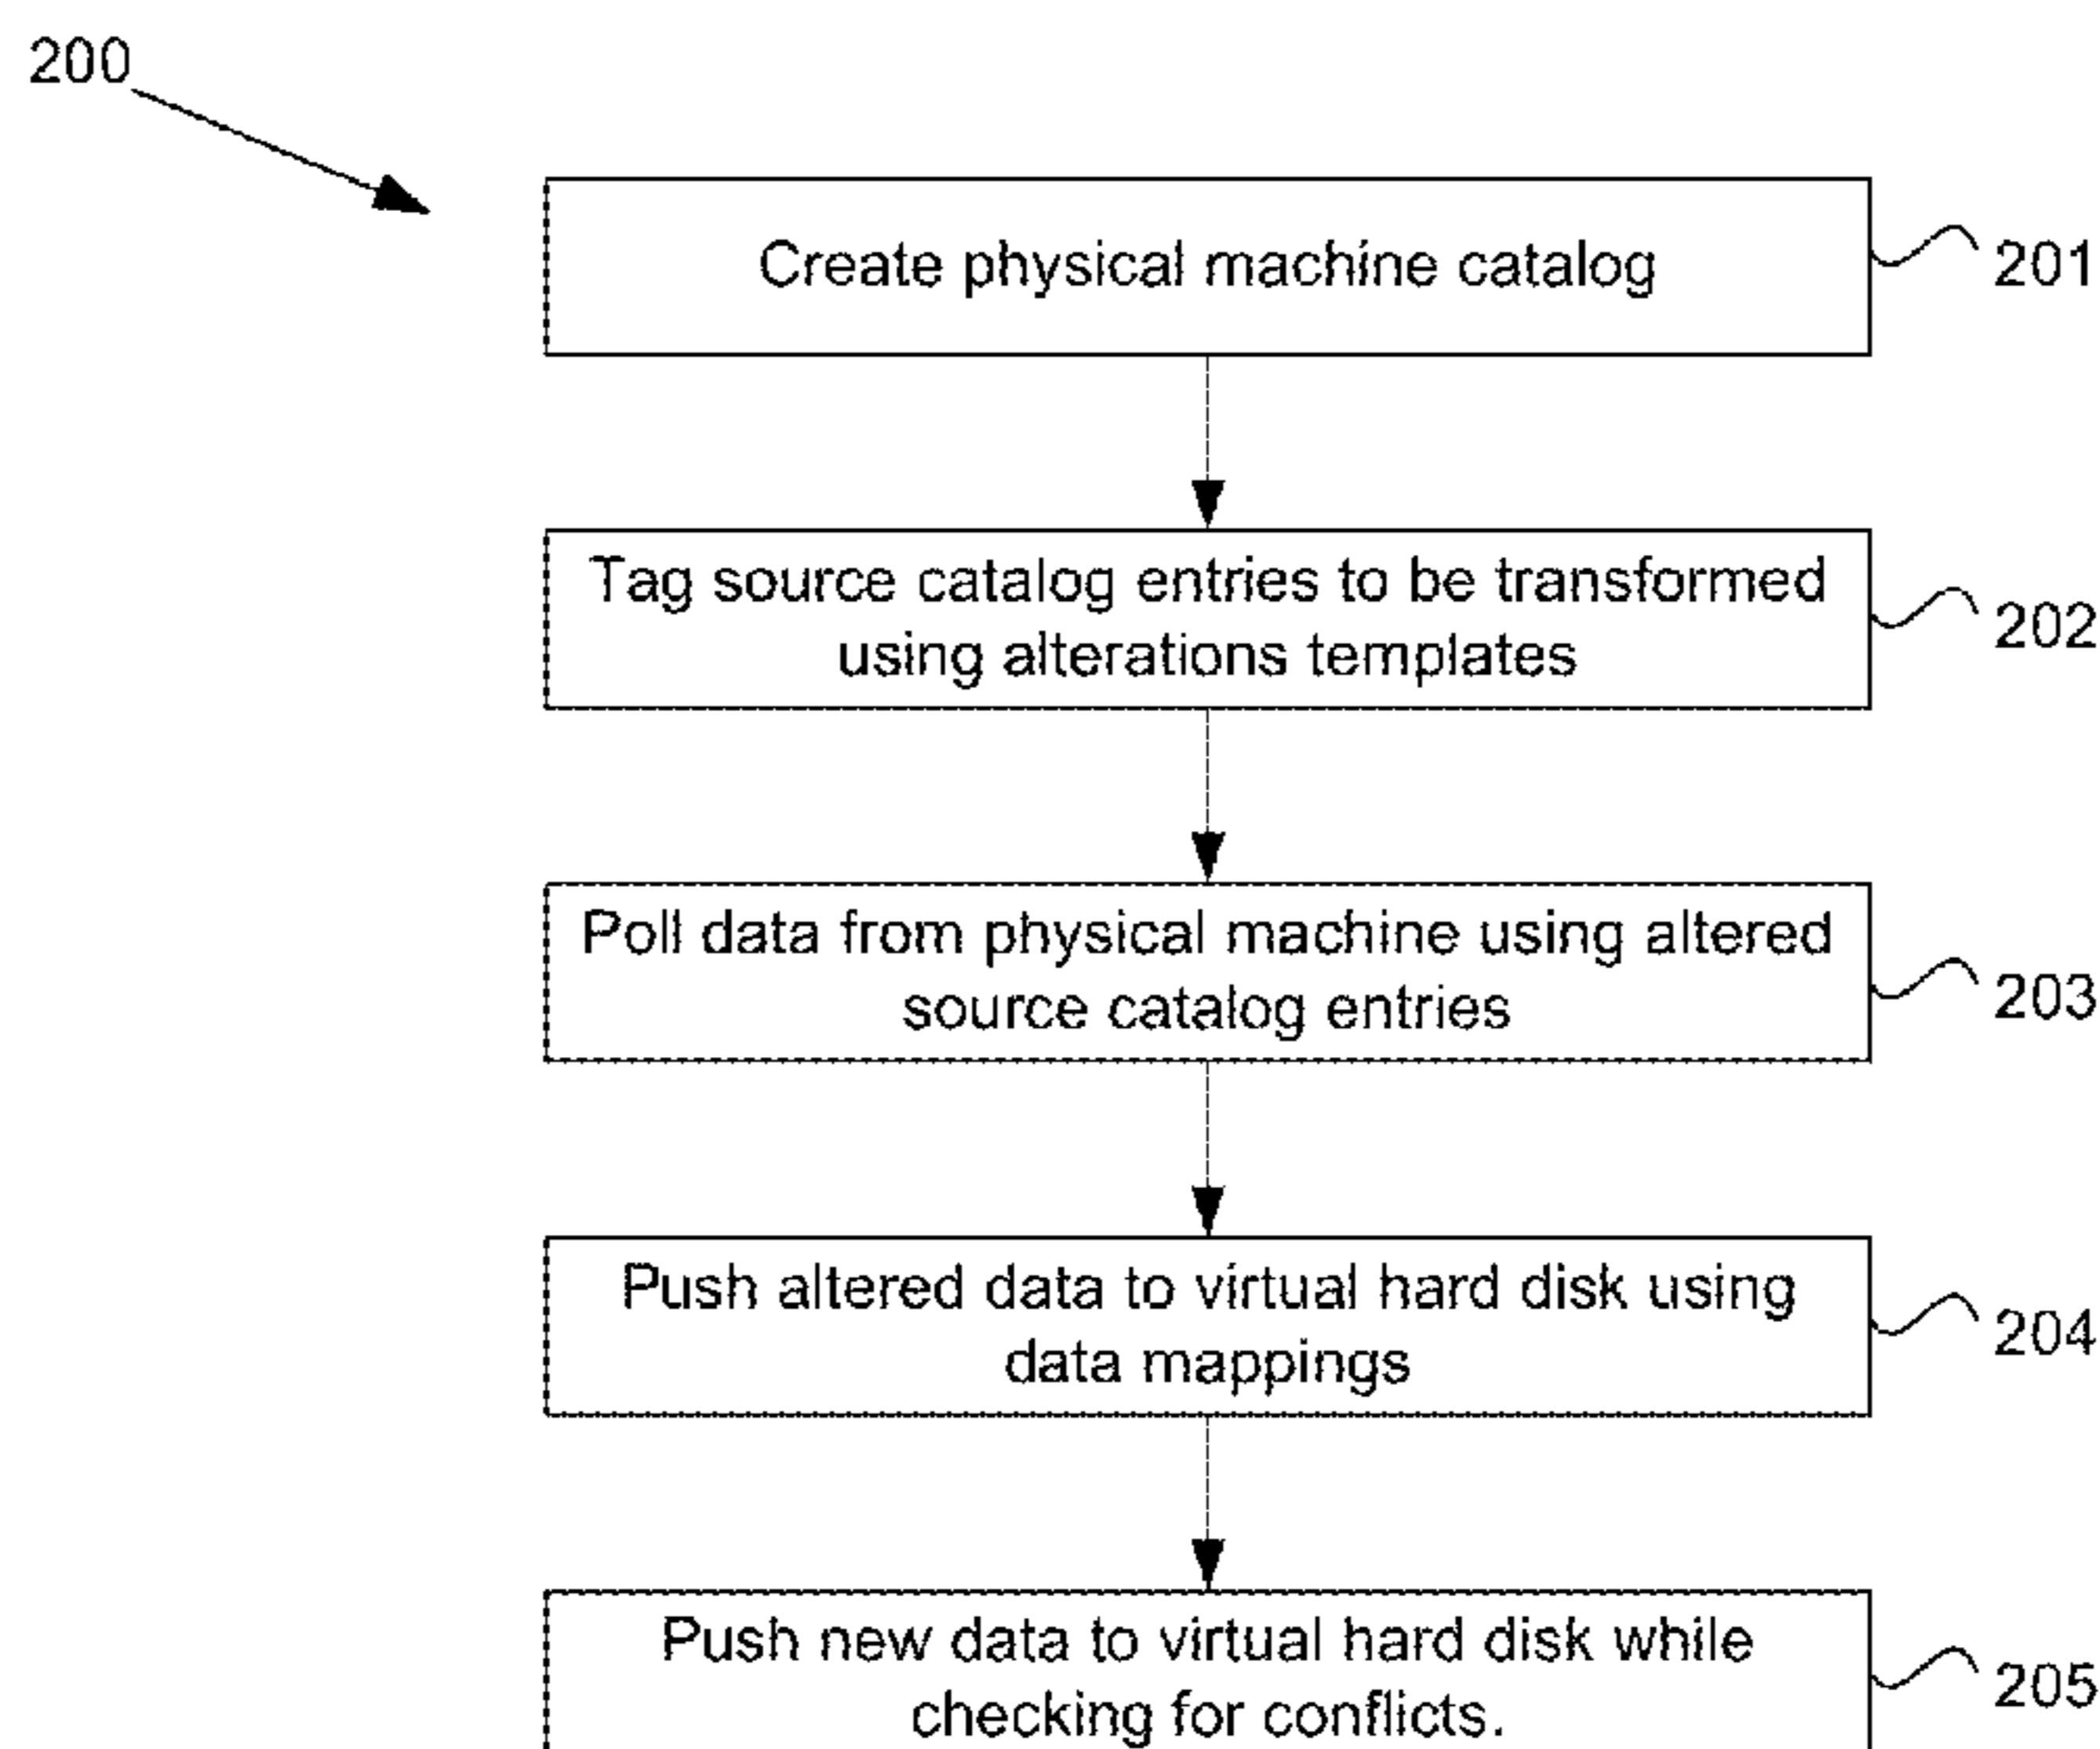 200
Create physical machine catalog
201
Tag source catalog entries to be transformed
using alterations templates
202
Poll data from physical machine using altered
source catalog entries
203
Push altered data to virtual hard disk using
data mappings
204
Push new data to virtual hard disk while
checking for conflicts.
205